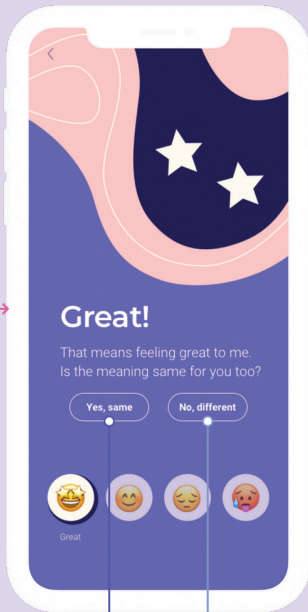 Great!
That means feeling great to me.
Is the meaning same for you too?
Yes, same
No, different
Great